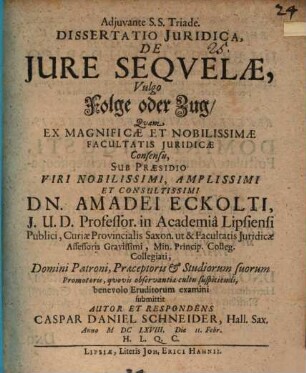 24
Adjuvante S.S. Triade.
DISSERTATIO JURIDICA,
25.
DE
JURE SEQVELÆ,
Vulgo
Folge oder Zug/
Quam
EX MAGNIFICÆ ET NOBILISSIMÆ
FACULTATIS JURIDICÆ
Consensu,
SUB PRÆSIDIO
VIRI NOBILISSIMI, AMPLISSIMI
ET CONSULTISSIMI
DN. AMADEI ECKOLTI,
J. U. D. Professor. in Academiâ Lipsiensi
Publici, Curiæ Provincialis Saxon. ut & Facultatis Juridicæ
Assessoris Gravissimi, Min. Princip. Colleg.
Collegiati,
Domini Patroni, Præceptoris & Studiorum suorum
Promotoris, quovis observantiæ cultu suspiciendi,
benevolo Eruditorum examini
submittit
AUTOR ET RESPONDENS
CASPAR DANIEL SCHNEIDER, Hall. Sax.
Anno M DC LXVIII. Die 11. Febr.
H. L. Q. C.
LIPSIÆ, Literis JOH, ERICI HAHNII.